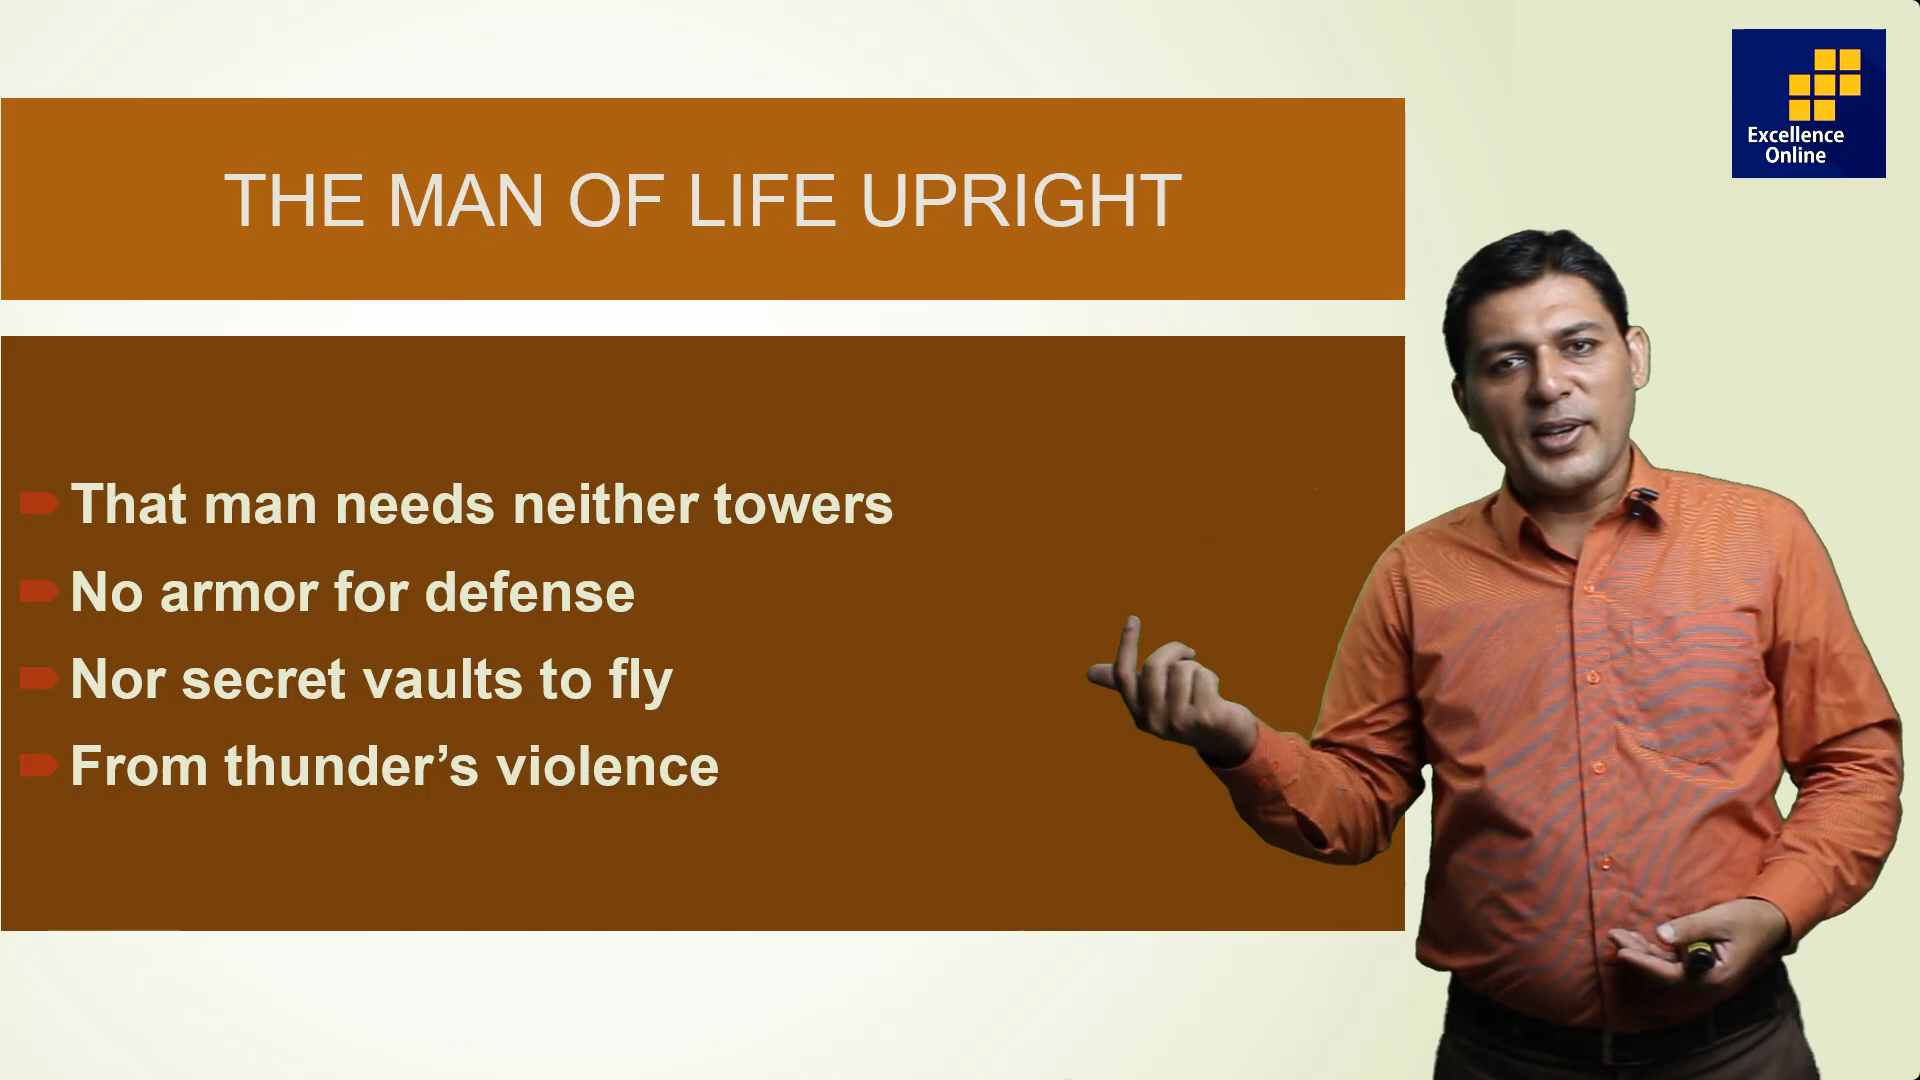 THE MAN OF LIFE UPRIGHT
That man needs neither towers
No armor for defense
Nor secret vaults to fly
From thunder’s violence
Excellence
Online